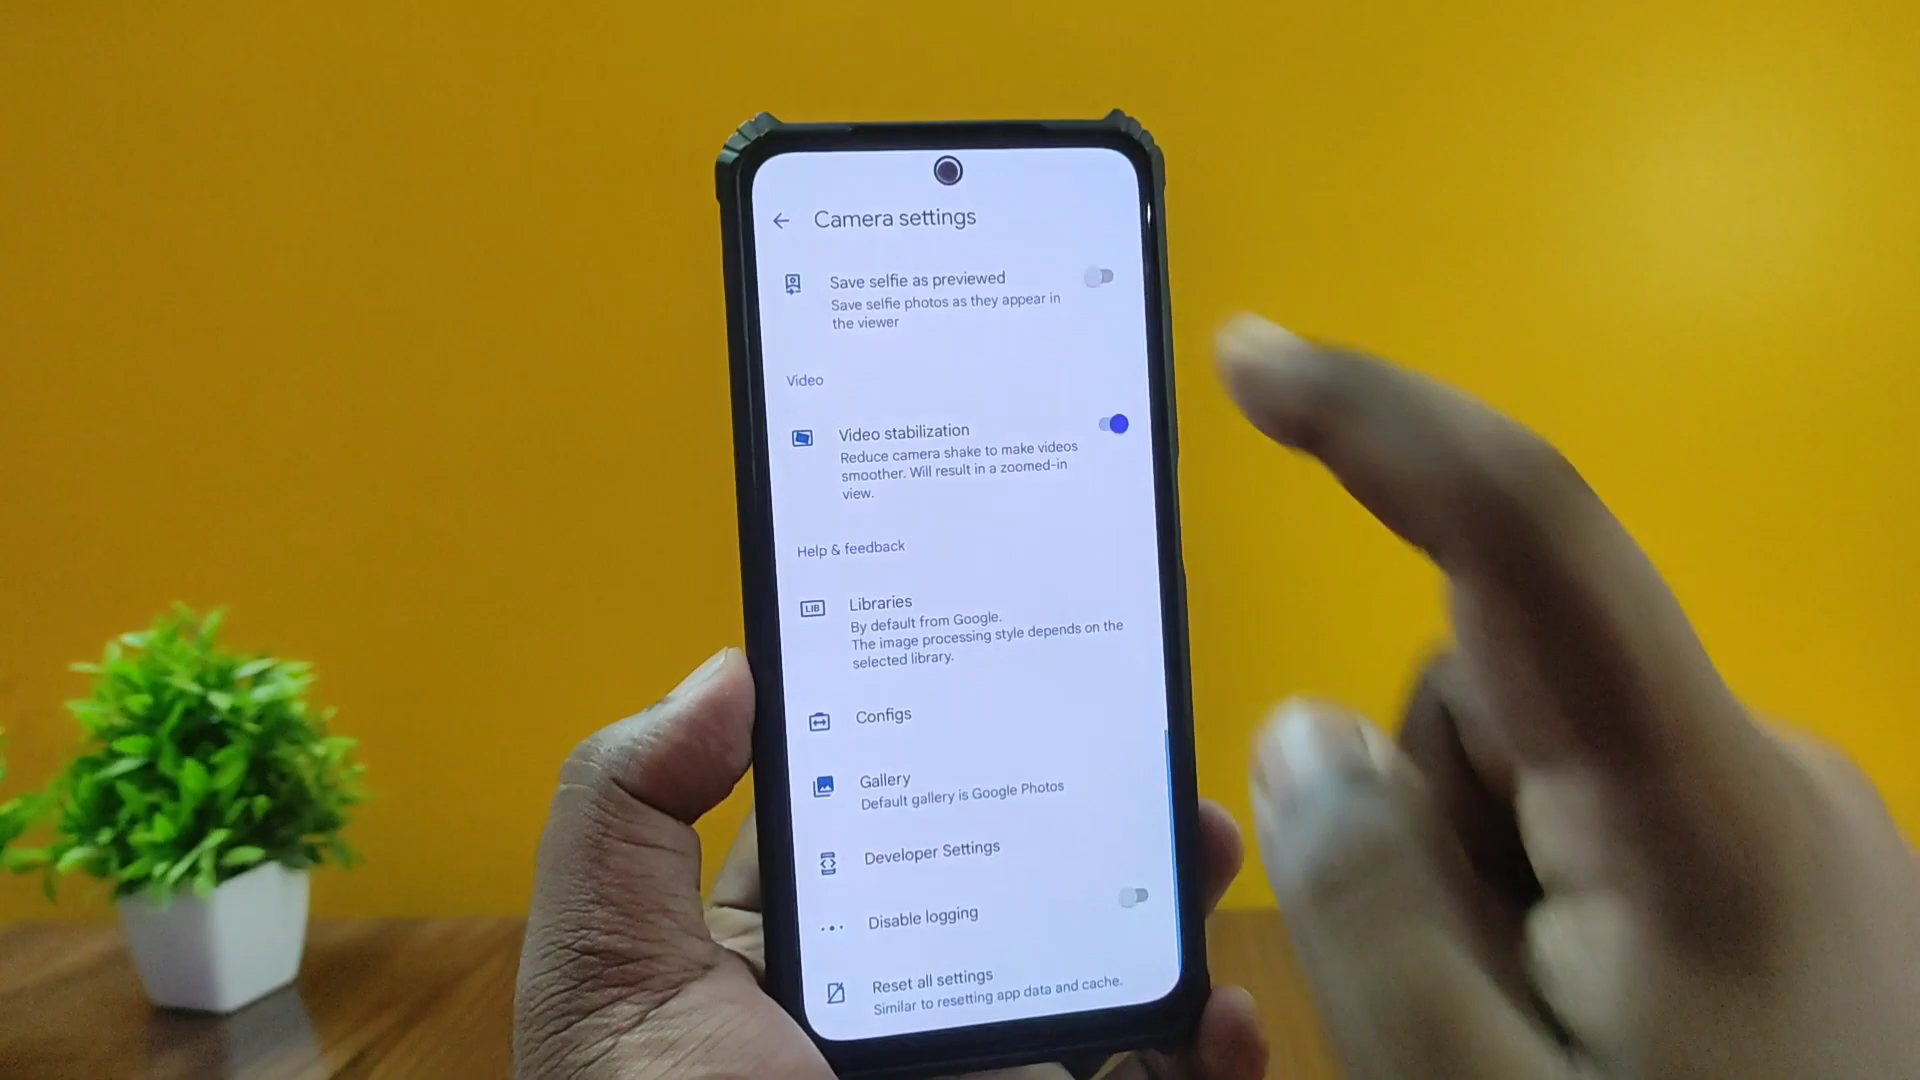 Camera settings
Save selfie as previewed
Save selfie photos as they appear in
the viewer
Video
Video stabilization
Reduce camera shake to make videos
smoother. Will result in a zoomed-in
view.
Help & feedback
LIB
Libraries
By default from Google.
The image processing style depends on the
selected library.
Configs
Gallery
Default gallery is Google Photos
Developer Settings
Disable logging
Reset all settings
Similar to resetting app data and cache.